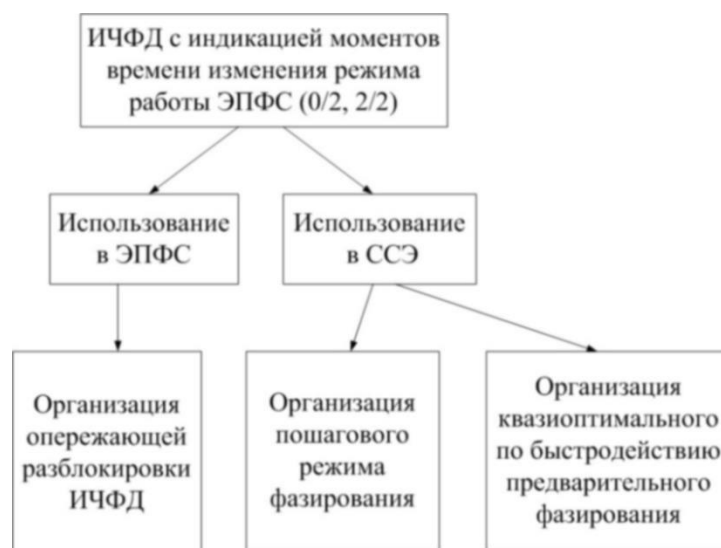 ИЧФД с индикацией моментов
времени изменения режима
работы ЭПФС (0/2, 2/2)
Использование
в ЭПФС
Использование
в ССЭ
Организация
опережающей
разблокировки
ИЧФД
Организация
пошагового
режима
фазирования
Организация
квазиоптимального
по быстродействию
предварительного
фазирования